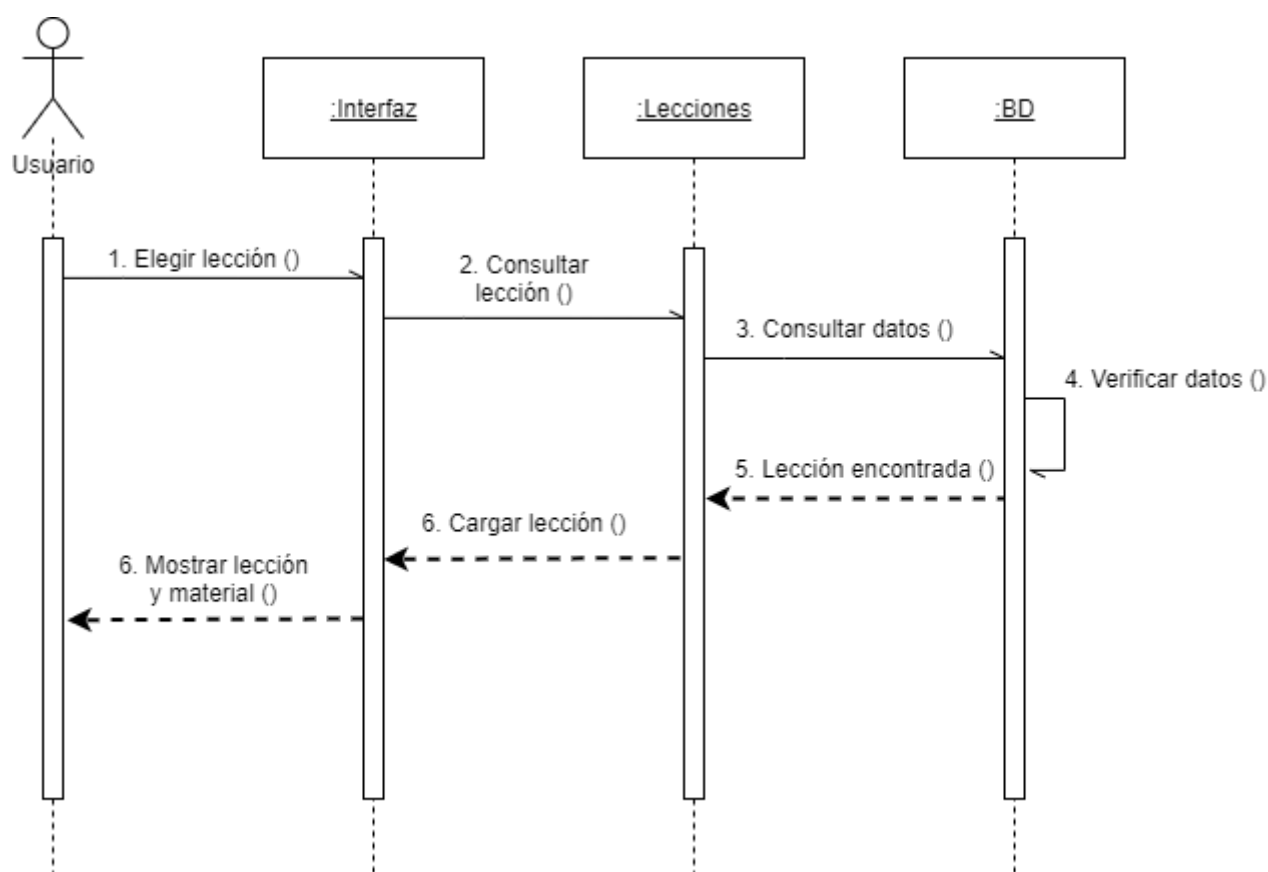 Usuario
:Interfaz
:Lecciones
:BD
1. Elegir lección ()
2. Consultar
lección ()
3. Consultar datos ()
4. Verificar datos ()
5. Lección encontrada ()
6. Cargar lección ()
6. Mostrar lección
y material ()